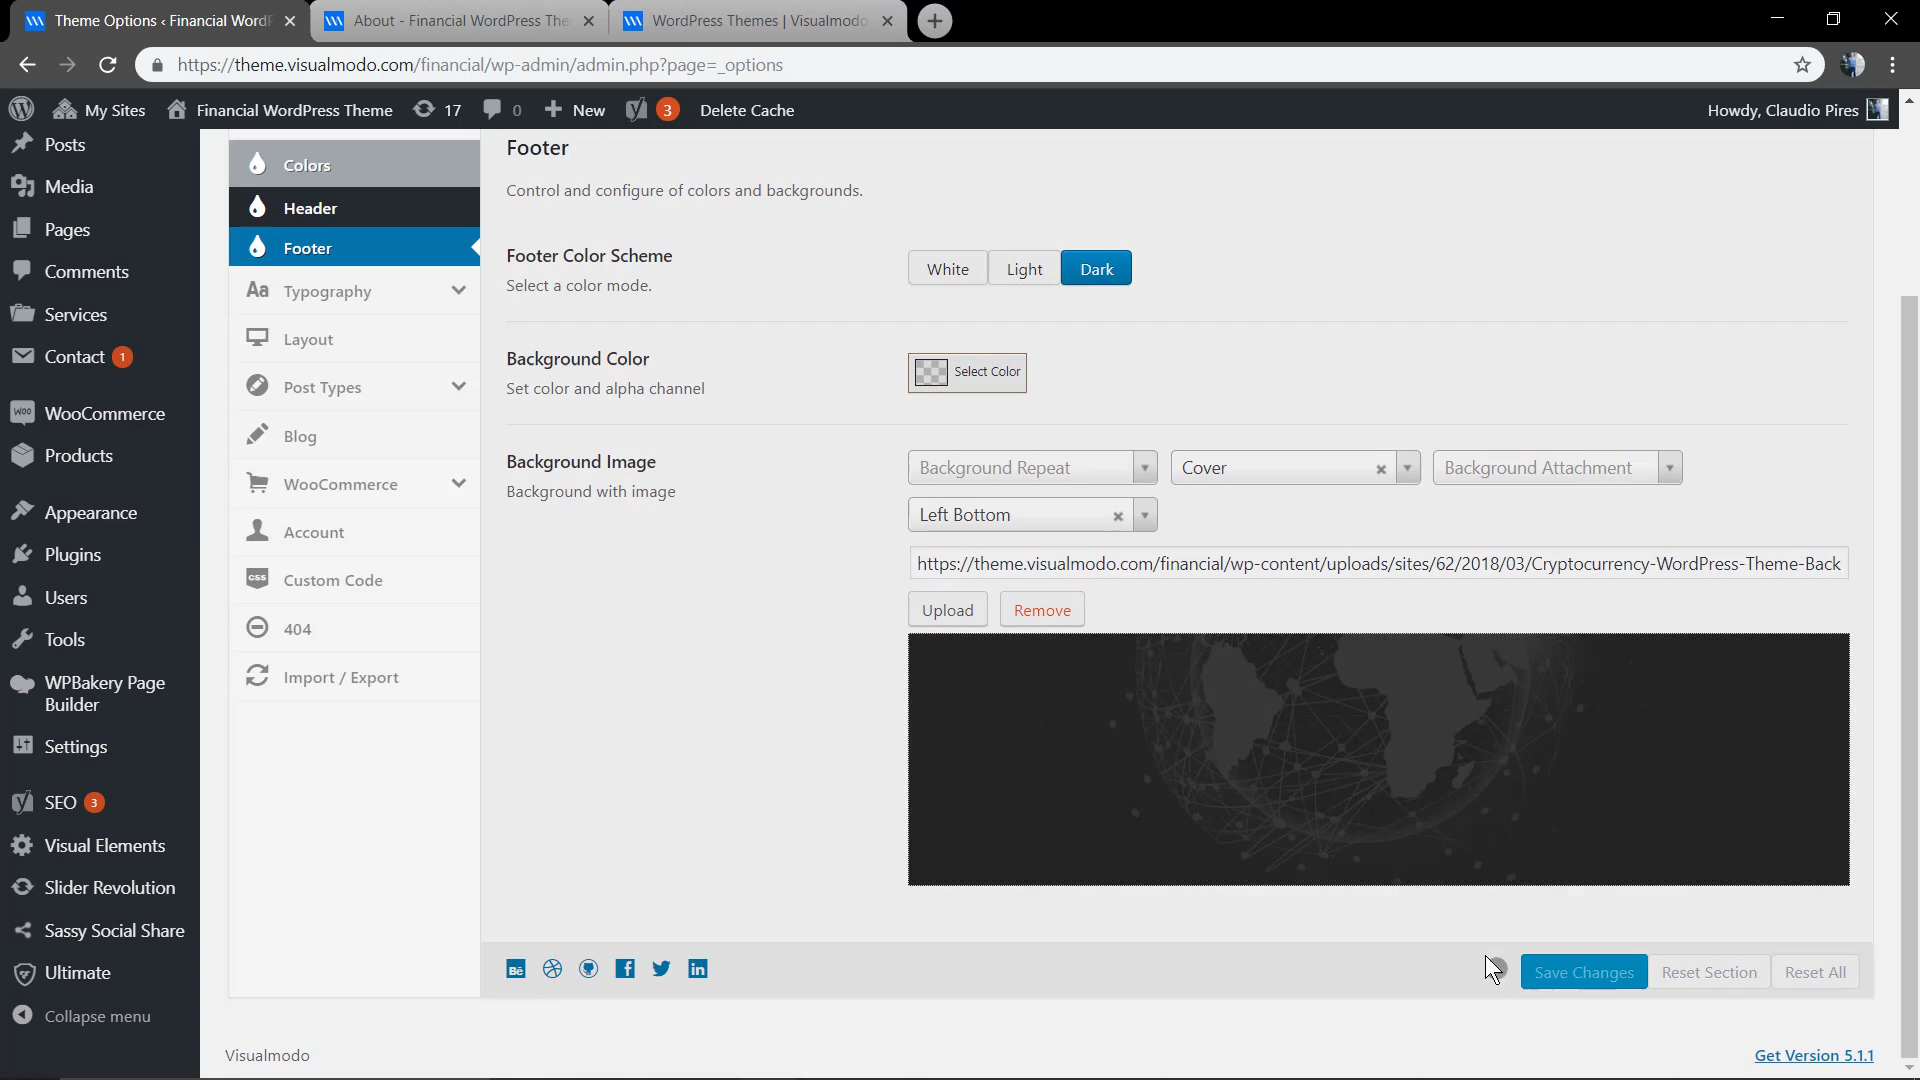 Theme Options ‹ Financial WordP
About - Financial WordPress The
WordPress Themes | Visualmodo
https://theme.visualmodo.com/financial/wp-admin/admin.php?page=_options
My Sites
Financial WordPress Theme
17
0
New
3
Delete Cache
Howdy, Claudio Pires
Posts
Media
Pages
Comments
Services
Contact 1
WooCommerce
Products
Appearance
Plugins
Users
Tools
WPBakery Page
Builder
Settings
SEO 3
Visual Elements
Slider Revolution
Sassy Social Share
Ultimate
Collapse menu
Colors
Header
Footer
Aa Typography
Layout
Post Types
Blog
WooCommerce
Account
CSS Custom Code
404
Import / Export
Footer
Control and configure of colors and backgrounds.
Footer Color Scheme
Select a color mode.
White Light Dark
Background Color
Set color and alpha channel
Select Color
Background Image
Background with image
Background Repeat
Cover
Background Attachment
Left Bottom
https://theme.visualmodo.com/financial/wp-content/uploads/sites/62/2018/03/Cryptocurrency-WordPress-Theme-Back
Upload Remove
Save Changes Reset Section Reset All
Visualmodo
Get Version 5.1.1